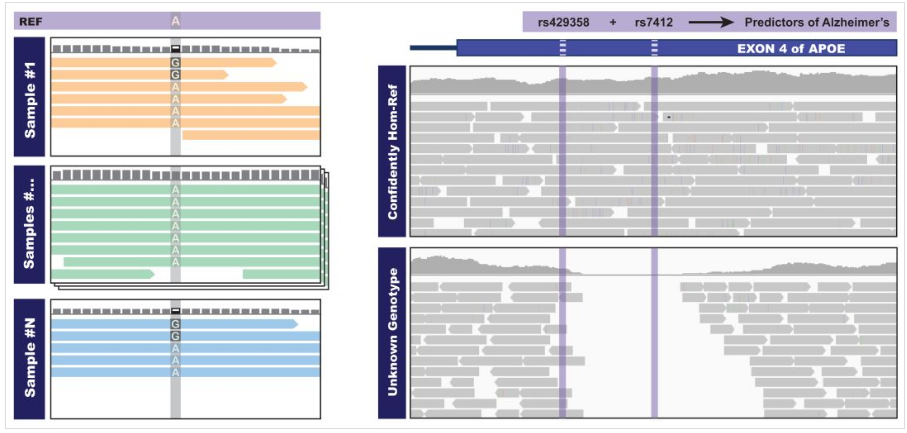 REF A
Sample #1
G
G
A
A
A
A
Samples #...
A
A
A
A
A
A
A
Sample #N
G
G
A
A
A
rs429358 + rs7412 Predictors of Alzheimer's
EXON 4 of APOE
Confidently Hom-Ref
Unknown Genotype